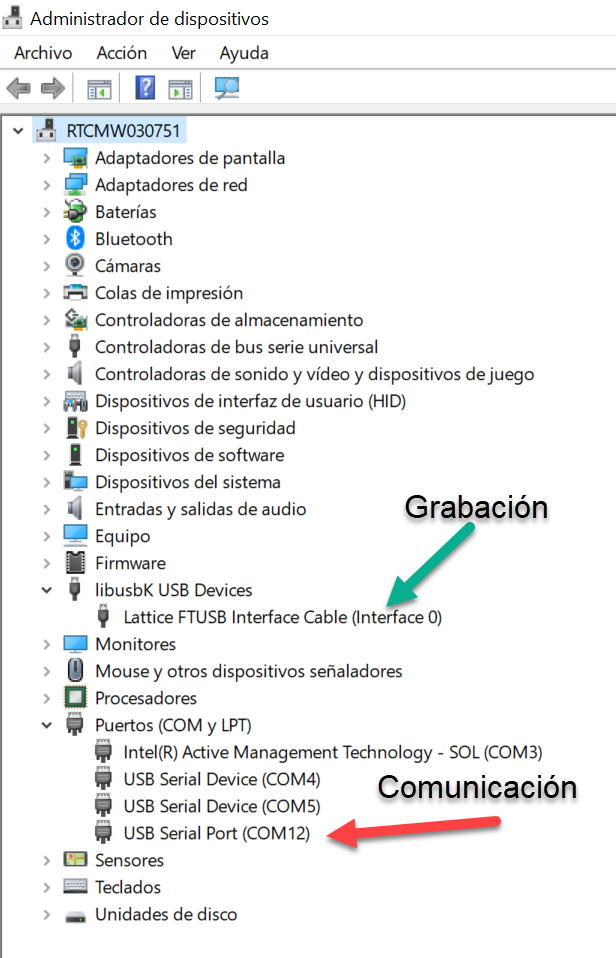 Administrador de dispositivos
Archivo Acción Ver Ayuda
RTCMW030751
Adaptadores de pantalla
Adaptadores de red
Baterías
Bluetooth
Cámaras
Colas de impresión
Controladoras de almacenamiento
Controladoras de bus serie universal
Controladoras de sonido y vídeo y dispositivos de juego
Dispositivos de interfaz de usuario (HID)
Dispositivos de seguridad
Dispositivos de software
Dispositivos del sistema
Entradas y salidas de audio
Grabación
Equipo
Firmware
libusbK USB Devices
Lattice FTUSB Interface Cable (Interface 0)
Monitores
Mouse y otros dispositivos señaladores
Procesadores
Puertos (COM y LPT)
Intel(R) Active Management Technology - SOL (COM3)
USB Serial Device (COM4)
Comunicación
USB Serial Device (COM5)
USB Serial Port (COM12)
Sensores
Teclados
Unidades de disco